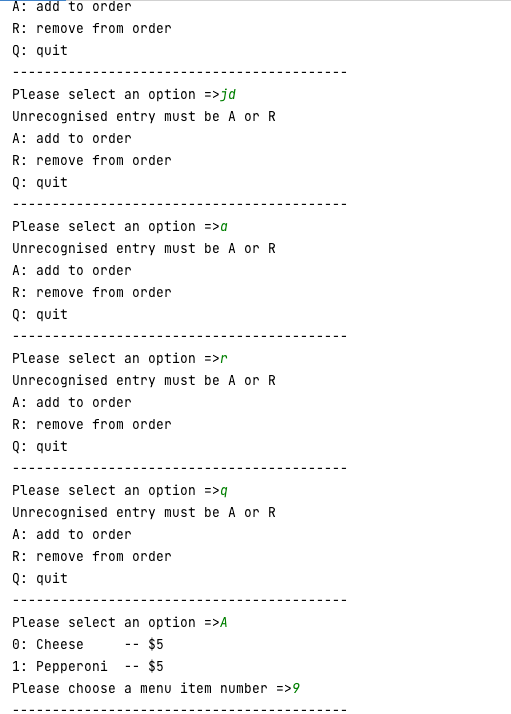 A: add to order
R: remove from order
Q: quit
------------------------------------------
Please select an option =>jd
Unrecognised entry must be A or R
A: add to order
R: remove from order
Q: quit
------------------------------------------
Please select an option =>a
Unrecognised entry must be A or R
A: add to order
R: remove from order
Q: quit
------------------------------------------
Please select an option =>r
Unrecognised entry must be A or R
A: add to order
R: remove from order
Q: quit
------------------------------------------
Please select an option =>q
Unrecognised entry must be A or R
A: add to order
R: remove from order
Q: quit
------------------------------------------
Please select an option =>A
0: Cheese     -- $5
1: Pepperoni  -- $5
Please choose a menu item number =>9
------------------------------------------